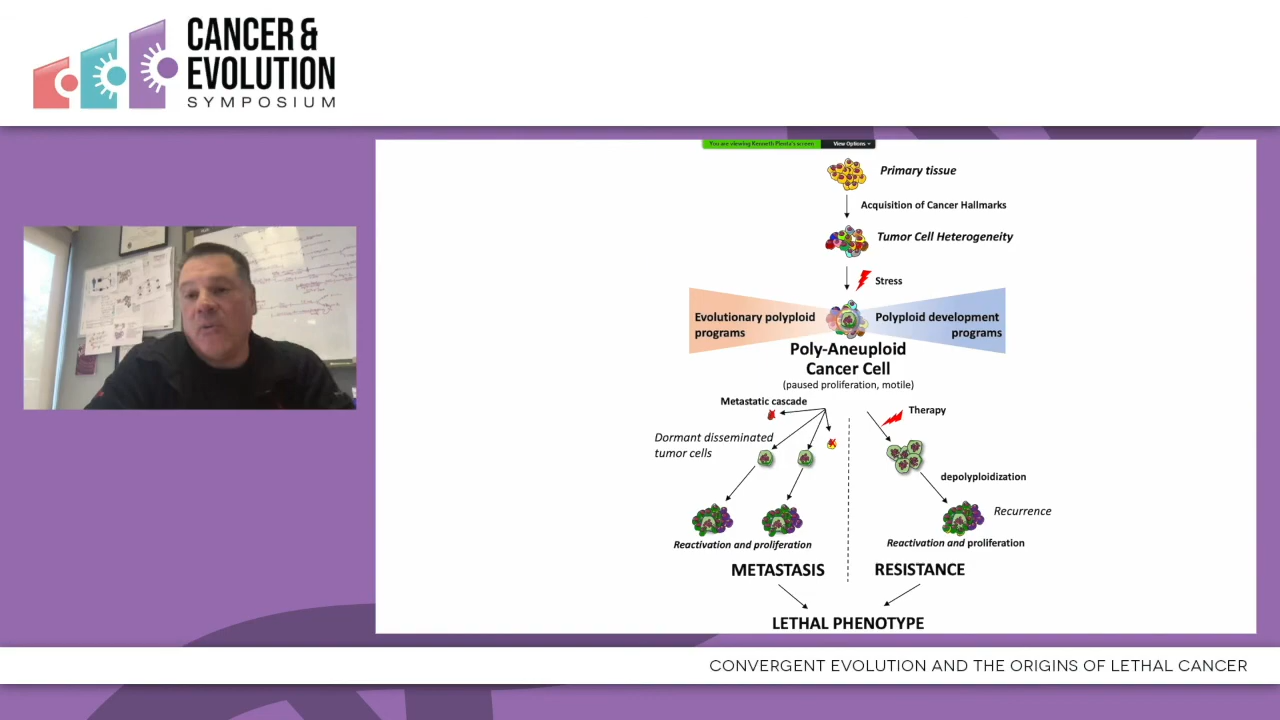 CANCER &
EVOLUTION
SYMPOSIUM
You are viewing Kenneth Pienta's screen
View Options
Primary tissue
Acquisition of Cancer Hallmarks
Tumor Cell Heterogeneity
Stress
Evolutionary polyploid
programs
Polyploid development
programs
Poly-Aneuploid
Cancer Cell
(paused proliferation, motile)
Metastatic cascade
Therapy
Dormant disseminated
tumor cells
depolyploidization
Recurrence
Reactivation and proliferation
Reactivation and proliferation
METASTASIS
RESISTANCE
LETHAL PHENOTYPE
CONVERGENT EVOLUTION AND THE ORIGINS OF LETHAL CANCER